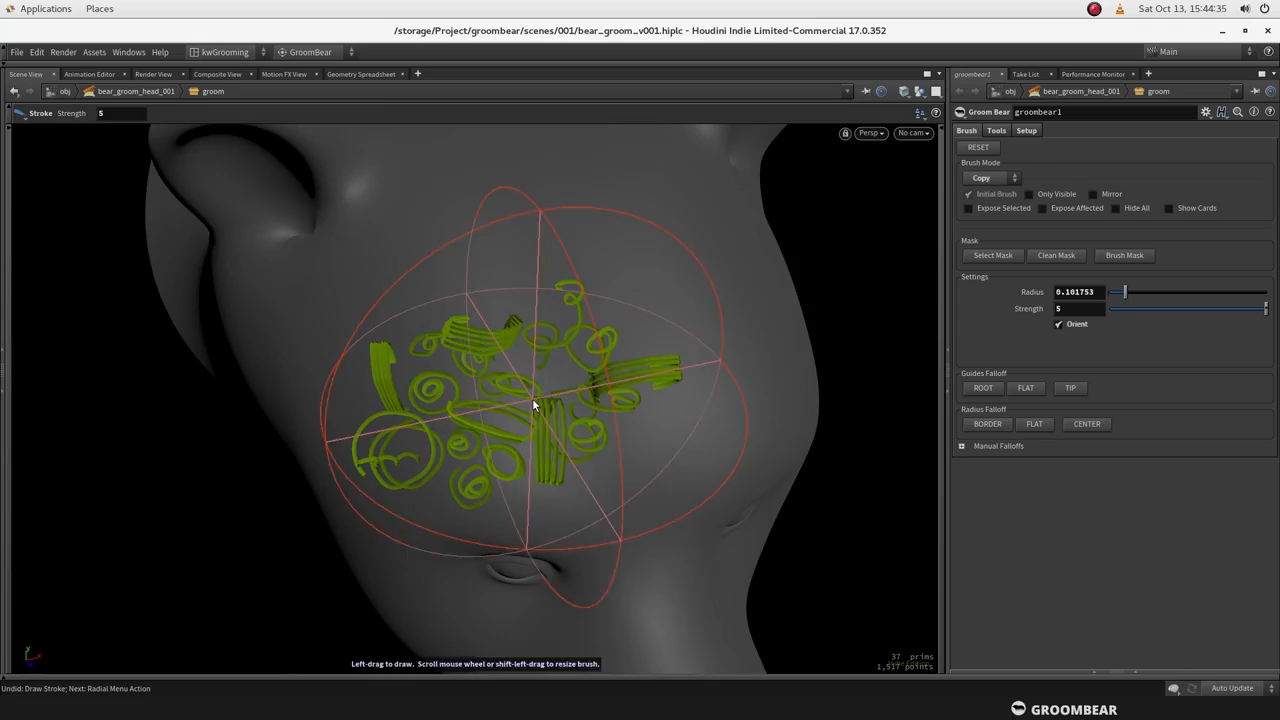 Applications Places Sat Oct 13, 15:44:35
/storage/Project/groombear/scenes/001/bear_groom_v001.hiplc - Houdini Indie Limited-Commercial 17.0.352
File Edit Render Assets Windows Help kwGrooming GroomBear Main
Scene View Animation Editor Render View Composite View Motion FX View Geometry Spreadsheet groombear1 Take List Performance Monitor
obj bear_groom_head_001 groom obj bear_groom_head_001 groom
Stroke Strength 5 Groom Bear groombear1
Persp No cam Brush Tools Setup
RESET
Brush Mode
Copy
Initial Brush Only Visible Mirror
Expose Selected Expose Affected Hide All Show Cards
Mask
Select Mask Clean Mask Brush Mask
Settings
Radius 0.101753
Strength 5
Orient
Guides Falloff
ROOT FLAT TIP
Radius Falloff
BORDER FLAT CENTER
Manual Falloffs
37 prims
Left-drag to draw. Scroll mouse wheel or shift-left-drag to resize brush. 1,517 points
y
x
Undid: Draw Stroke; Next: Radial Menu Action Auto Update
GROOMBEAR